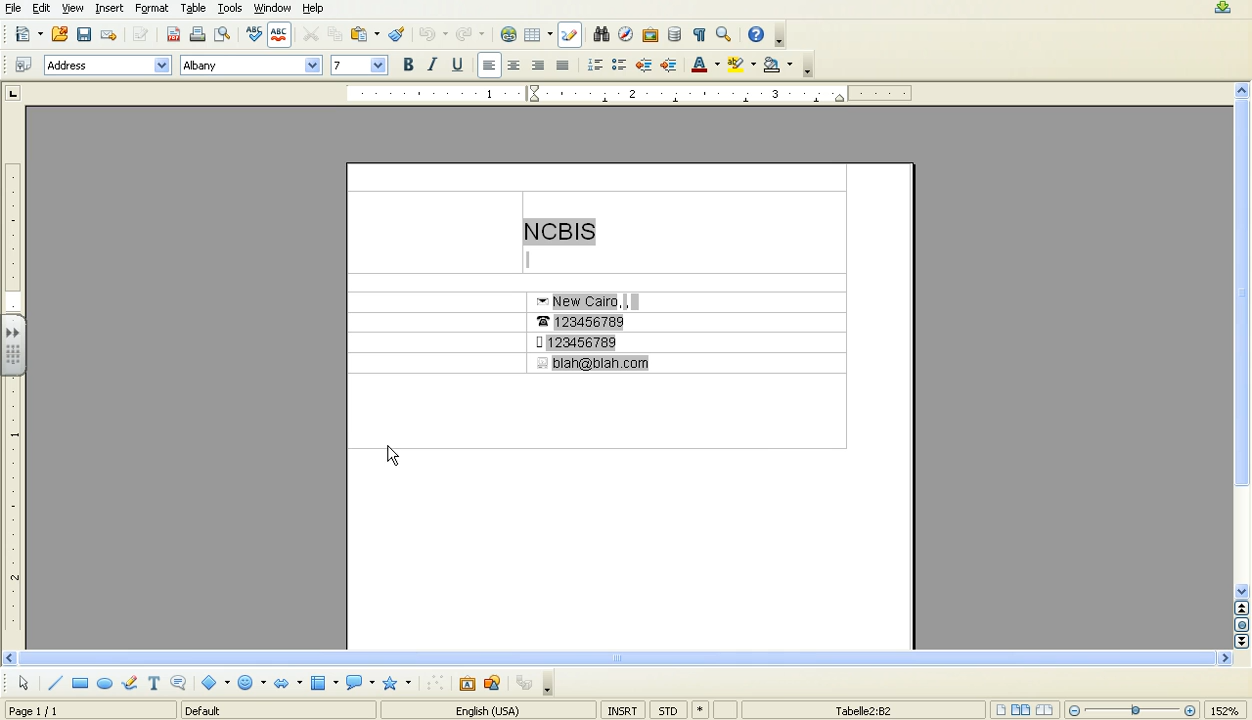 File Edit View Insert Format Table Tools Window Help
Address Albany 7
1 2 3
NCBIS
New Cairo, ,
123456789
123456789
blah@blah.com
1
2
Page 1 / 1 Default English (USA) INSRT STD * Tabelle2:B2 152%